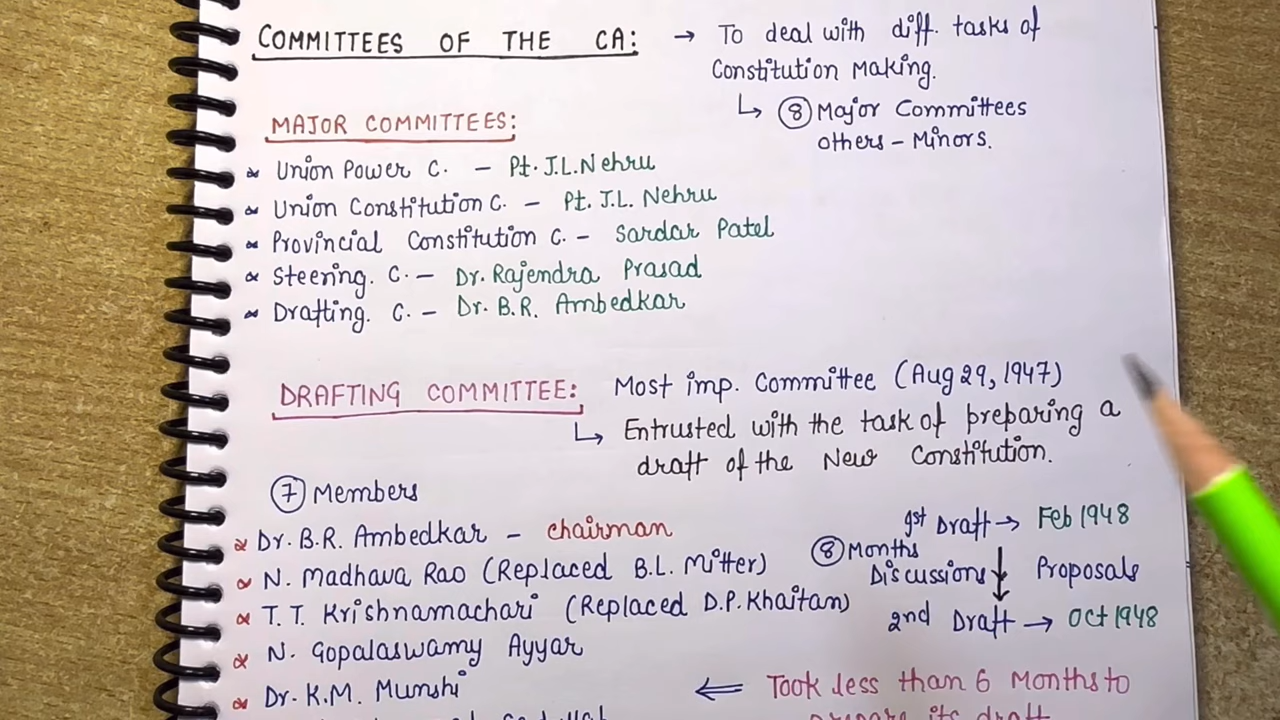 COMMITTEES OF THE CA: → To deal with diff. tasks of
Constitution Making.
↳ ⑧ Major Committees
others - Minors.
MAJOR COMMITTEES:
Union Power C. - Pt. J.L. Nehru
Union Constitution C. - Pt. J.L. Nehru
Provincial Constitution C. - Sardar Patel
Steering. C. - Dr. Rajendra Prasad
Drafting. C. - Dr. B.R. Ambedkar
DRAFTING COMMITTEE: Most imp. Committee (Aug 29, 1947)
↳ Entrusted with the task of preparing a
draft of the New Constitution.
⑦ Members
Dr. B.R. Ambedkar - Chairman
N. Madhava Rao (Replaced B.L. Mitter)
T.T. Krishnamachari (Replaced D.P. Khaitan)
N. Gopalaswamy Ayyar
Dr. K.M. Munshi
1st Draft → Feb 1948
⑧ Months
Discussions ↓ Proposals
2nd Draft → Oct 1948
⇐ Took less than 6 Months to
prepare its draft